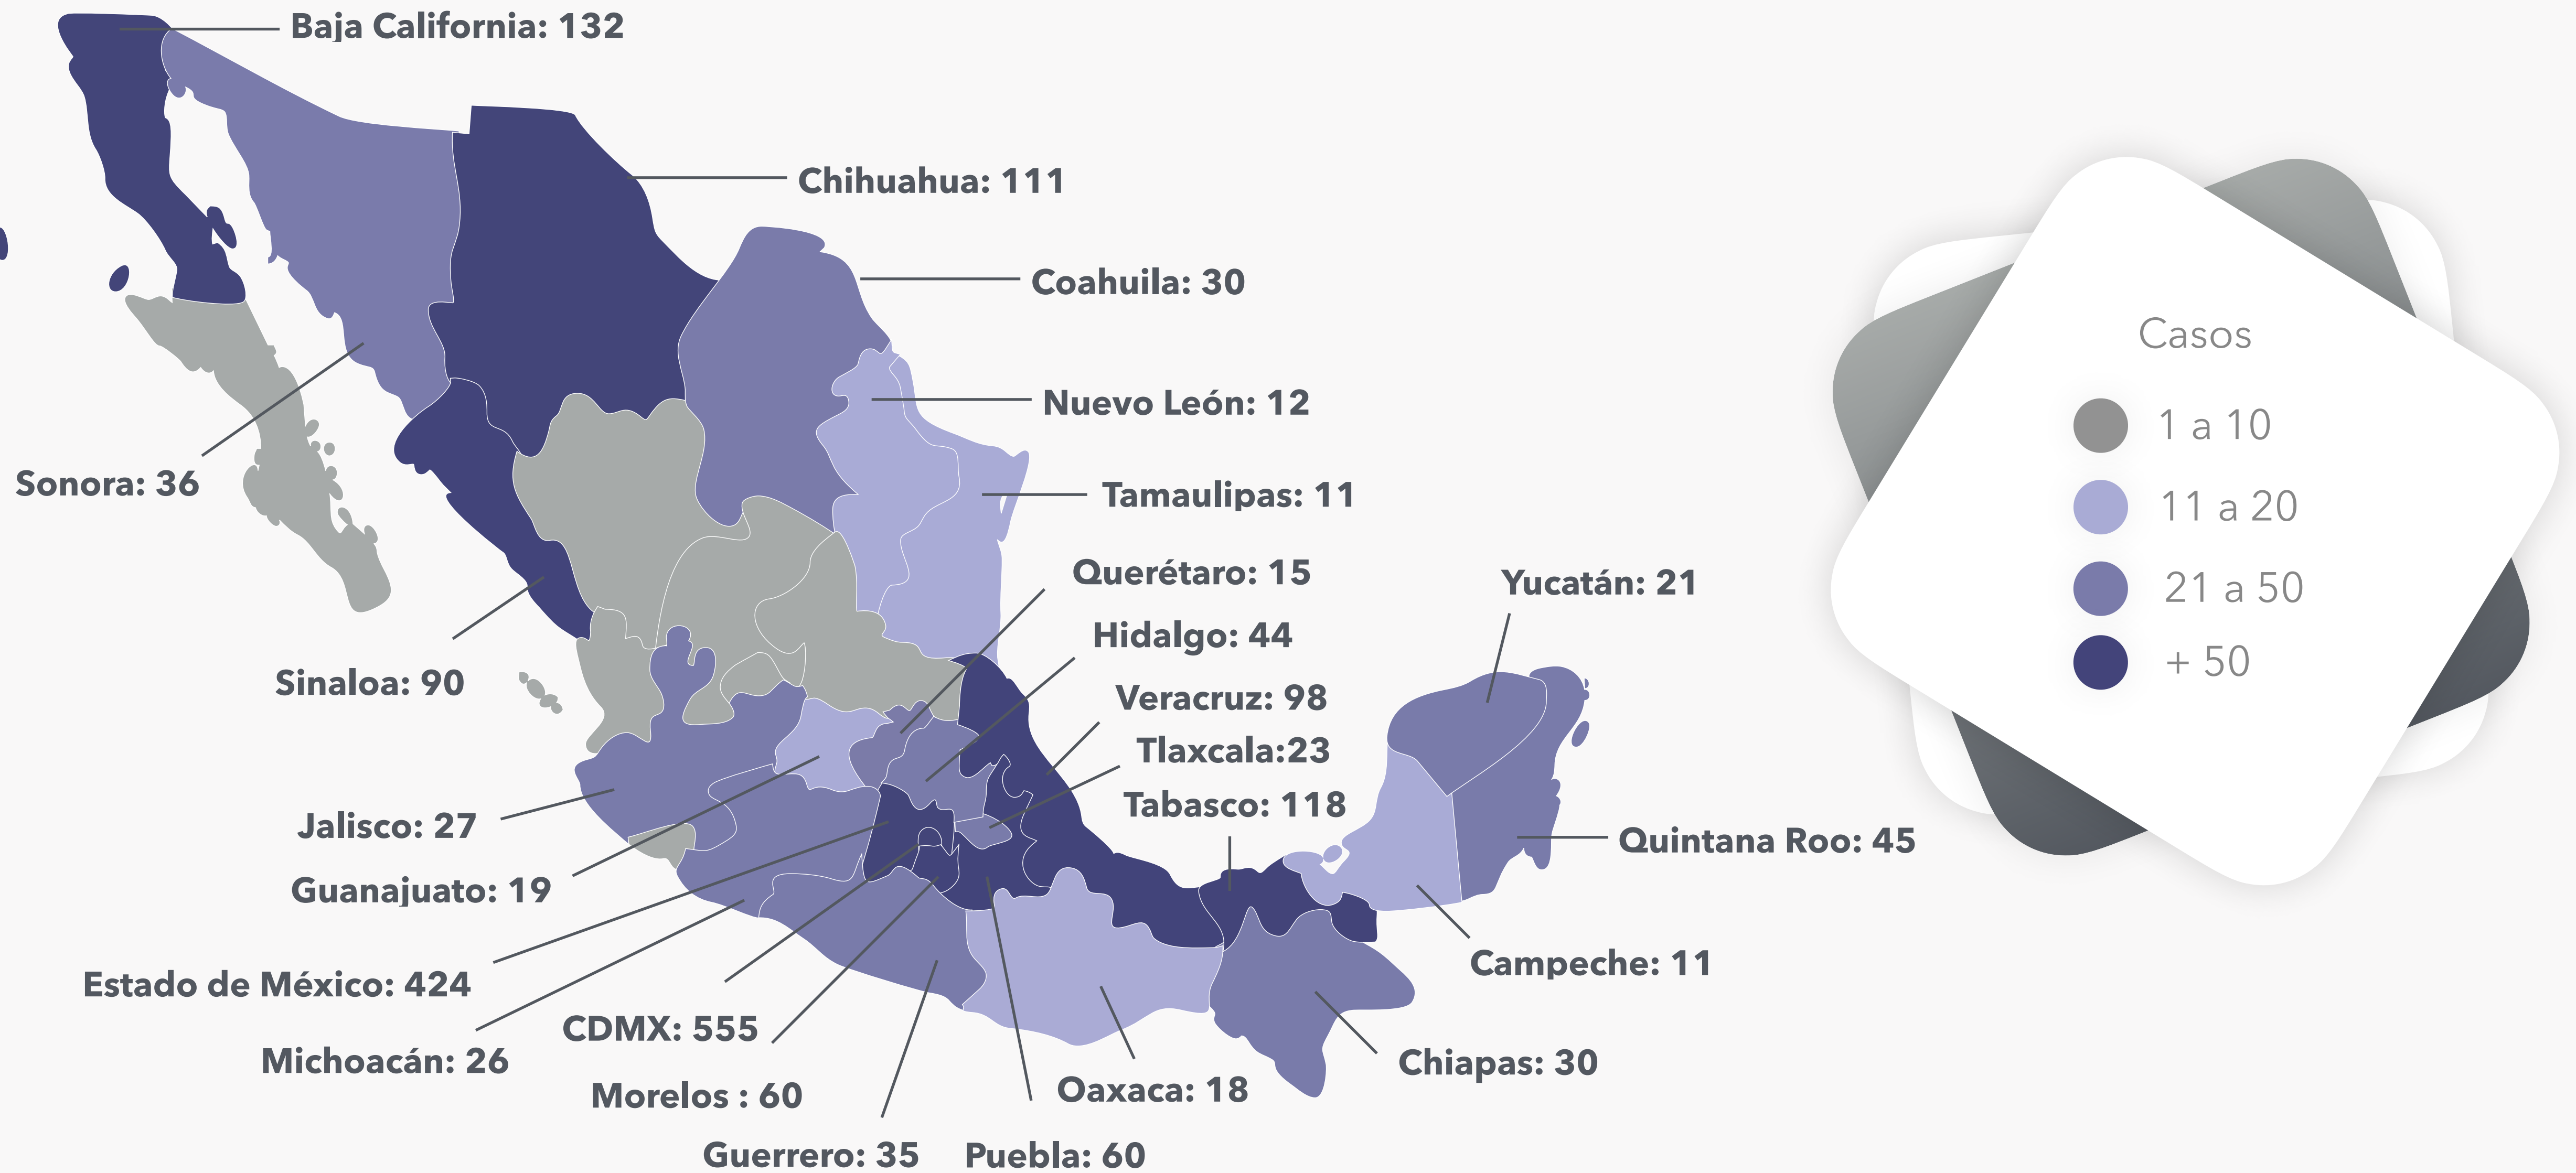 Baja California: 132
Chihuahua: 111
Coahuila: 30
Nuevo León: 12
Sonora: 36
Tamaulipas: 11
Querétaro: 15
Yucatán: 21
Hidalgo: 44
Sinaloa: 90
Veracruz: 98
Tlaxcala:23
Tabasco: 118
Jalisco: 27
Quintana Roo: 45
Guanajuato: 19
Campeche: 11
Estado de México: 424
CDMX: 555
Michoacán: 26
Chiapas: 30
Oaxaca: 18
Morelos : 60
Guerrero: 35
Puebla: 60
Casos
1 a 10
11 a 20
21 a 50
+ 50